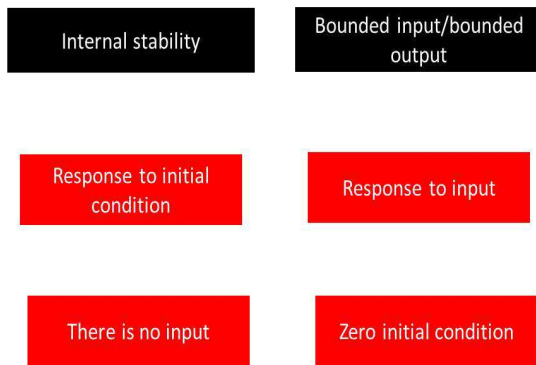 Internal stability
Bounded input/bounded
output
Response to initial
condition
Response to input
There is no input
Zero initial condition